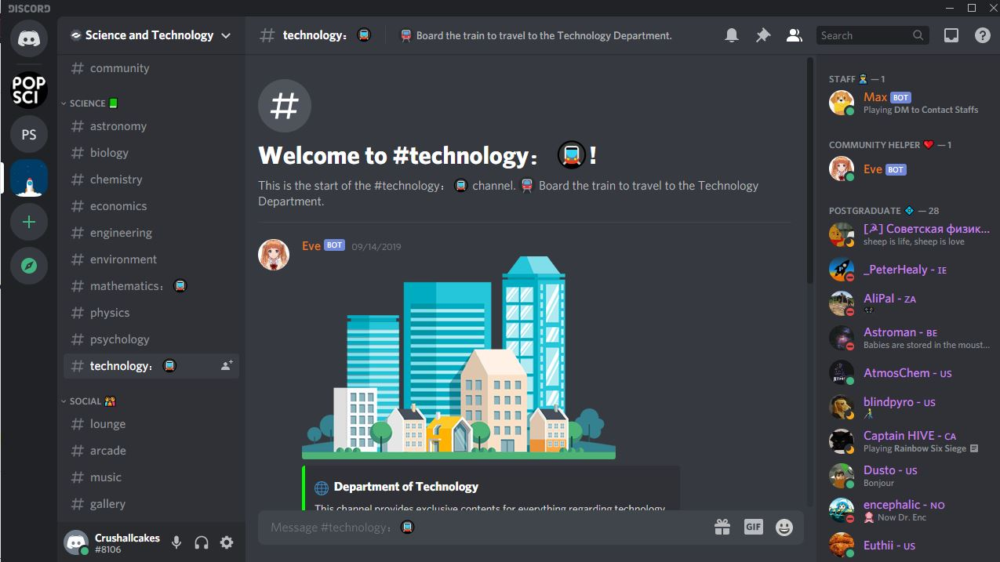 DISCORD
POP
SCI
PS
Science and Technology
community
SCIENCE 📗
astronomy
biology
chemistry
economics
engineering
environment
mathematics: 🚆
physics
psychology
technology: 🚆
SOCIAL 👫
lounge
arcade
music
gallery
Crushallcakes
#8106
# technology: 🚆
🚆 Board the train to travel to the Technology Department.
Search
#
Welcome to #technology: 🚆!
This is the start of the #technology: 🚆 channel. 🚆 Board the train to travel to the Technology
Department.
Eve BOT 09/14/2019
🌐 Department of Technology
This channel provides exclusive contents for everything regarding technology
Message #technology: 🚆
GIF
STAFF 👮 — 1
Max BOT
Playing DM to Contact Staffs
COMMUNITY HELPER ❤️ — 1
Eve BOT
POSTGRADUATE 💠 — 28
[☭] Советская физик...
sheep is life, sheep is love
_PeterHealy - IE
AliPal - ZA
Astroman - BE
Babies are stored in the moust...
AtmosChem - US
blindpyro - US
Captain HIVE - CA
Playing Rainbow Six Siege
Dusto - US
Bonjour
encephalic - NO
Now Dr. Enc
Euthii - US